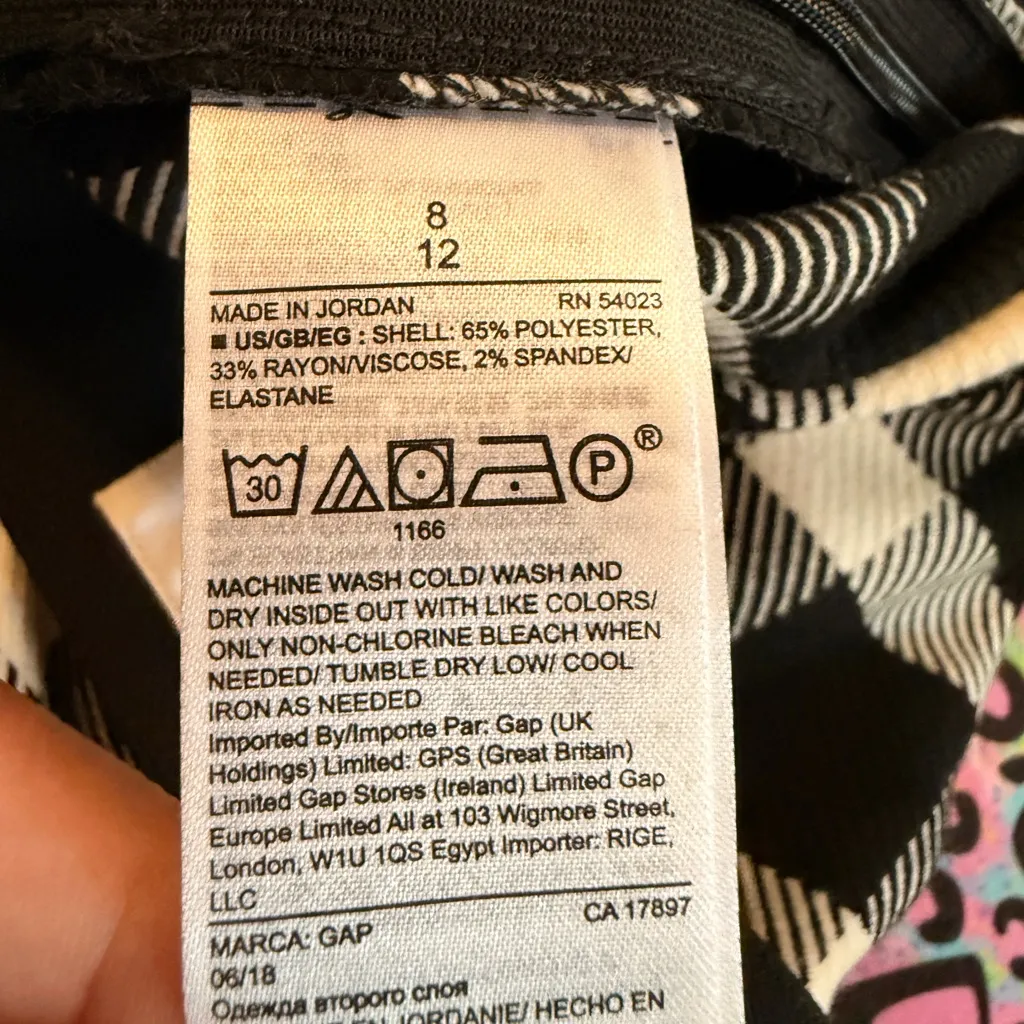 8
12
MADE IN JORDAN RN 54023
■ US/GB/EG : SHELL: 65% POLYESTER,
33% RAYON/VISCOSE, 2% SPANDEX/
ELASTANE
30 P ®
1166
MACHINE WASH COLD/ WASH AND
DRY INSIDE OUT WITH LIKE COLORS/
ONLY NON-CHLORINE BLEACH WHEN
NEEDED/ TUMBLE DRY LOW/ COOL
IRON AS NEEDED
Imported By/Importe Par: Gap (UK
Holdings) Limited: GPS (Great Britain)
Limited Gap Stores (Ireland) Limited Gap
Europe Limited All at 103 Wigmore Street,
London, W1U 1QS Egypt Importer: RIGE,
LLC
CA 17897
MARCA: GAP
06/18
Одежда второго слоя
EN JORDANIE/ HECHO EN